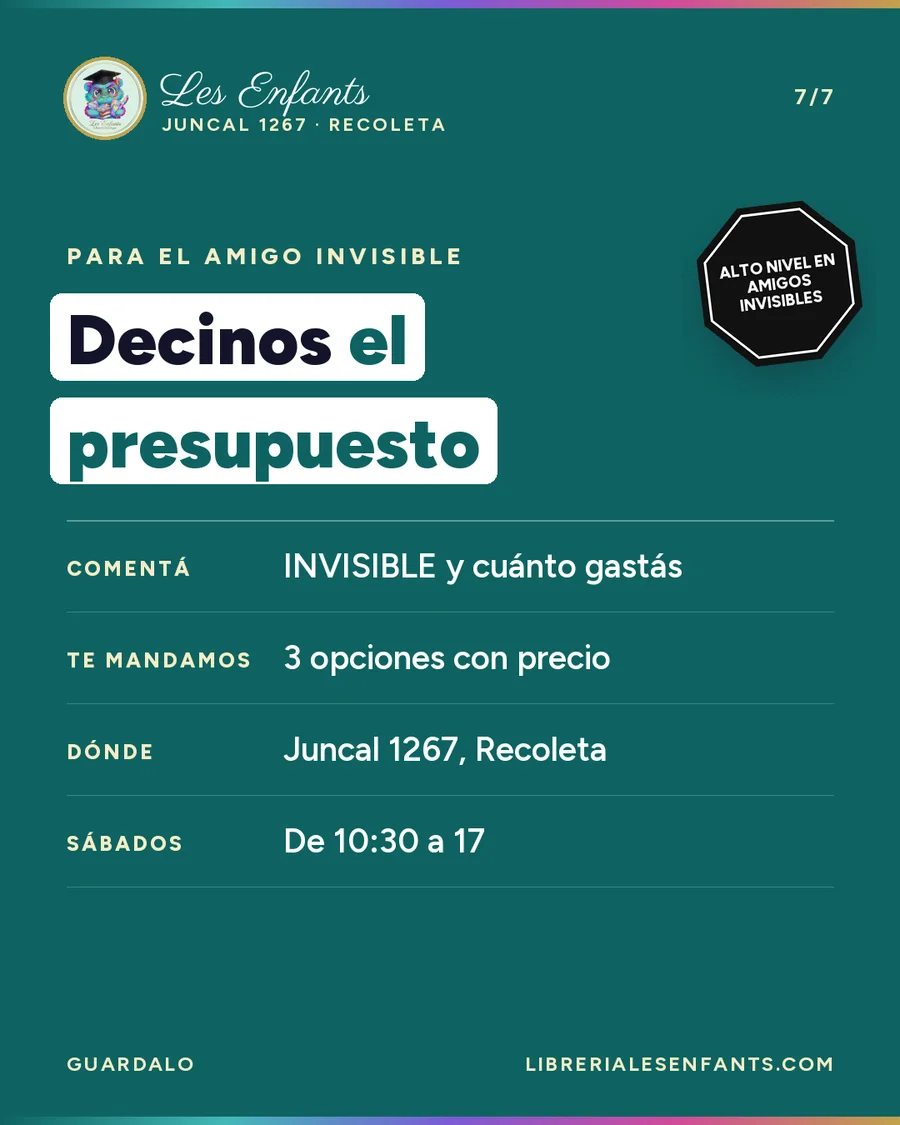 Les Enfants
JUNCAL 1267 · RECOLETA
7/7
PARA EL AMIGO INVISIBLE
ALTO NIVEL EN
AMIGOS
INVISIBLES
Decinos el
presupuesto
COMENTÁ INVISIBLE y cuánto gastás
TE MANDAMOS 3 opciones con precio
DÓNDE Juncal 1267, Recoleta
SÁBADOS De 10:30 a 17
GUARDALO
LIBRERIALESENFANTS.COM